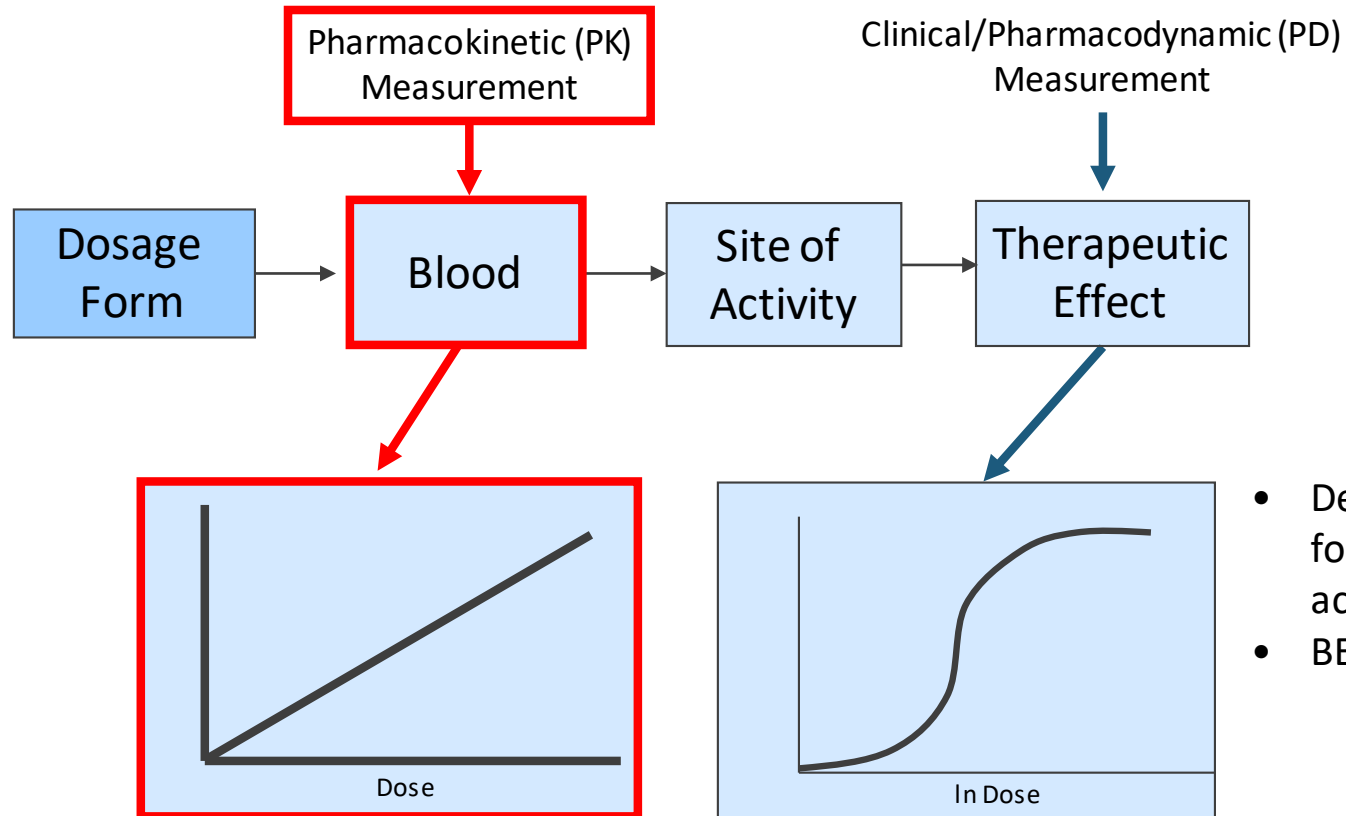 Pharmacokinetic (PK)
Measurement
Clinical/Pharmacodynamic (PD)
Measurement
Dosage
Form
Blood
Site of
Activity
Therapeutic
Effect
Dose
ln Dose